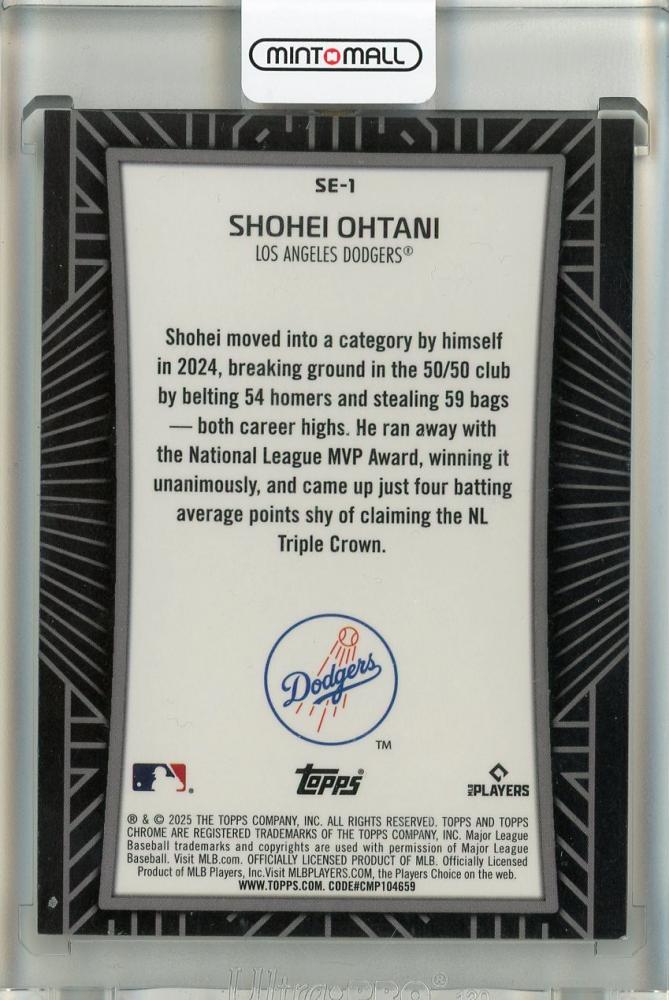 MINT MALL
SE-1
SHOHEI OHTANI
LOS ANGELES DODGERS®
Shohei moved into a category by himself
in 2024, breaking ground in the 50/50 club
by belting 54 homers and stealing 59 bags
— both career highs. He ran away with
the National League MVP Award, winning it
unanimously, and came up just four batting
average points shy of claiming the NL
Triple Crown.
Dodgers
TM
topps®
MLB PLAYERS
® & © 2025 THE TOPPS COMPANY, INC. ALL RIGHTS RESERVED. TOPPS AND TOPPS
CHROME ARE REGISTERED TRADEMARKS OF THE TOPPS COMPANY, INC. Major League
Baseball trademarks and copyrights are used with permission of Major League
Baseball. Visit MLB.com. OFFICIALLY LICENSED PRODUCT OF MLB. Officially Licensed
Product of MLB Players, Inc.Visit MLBPLAYERS.COM, the Players Choice on the web.
WWW.TOPPS.COM. CODE#CMP104659
UltraPRO®